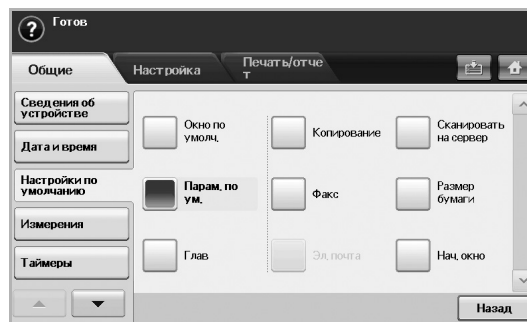 Готов
Общие
Настройка
Печать/отче
т
Сведения об
устройстве
Дата и время
Настройки по
умолчанию
Измерения
Таймеры
Окно по
умолч.
Копирование
Сканировать
на сервер
Парам. по
ум.
Факс
Размер
бумаги
Глав
Эл. почта
Нач. окно
Назад